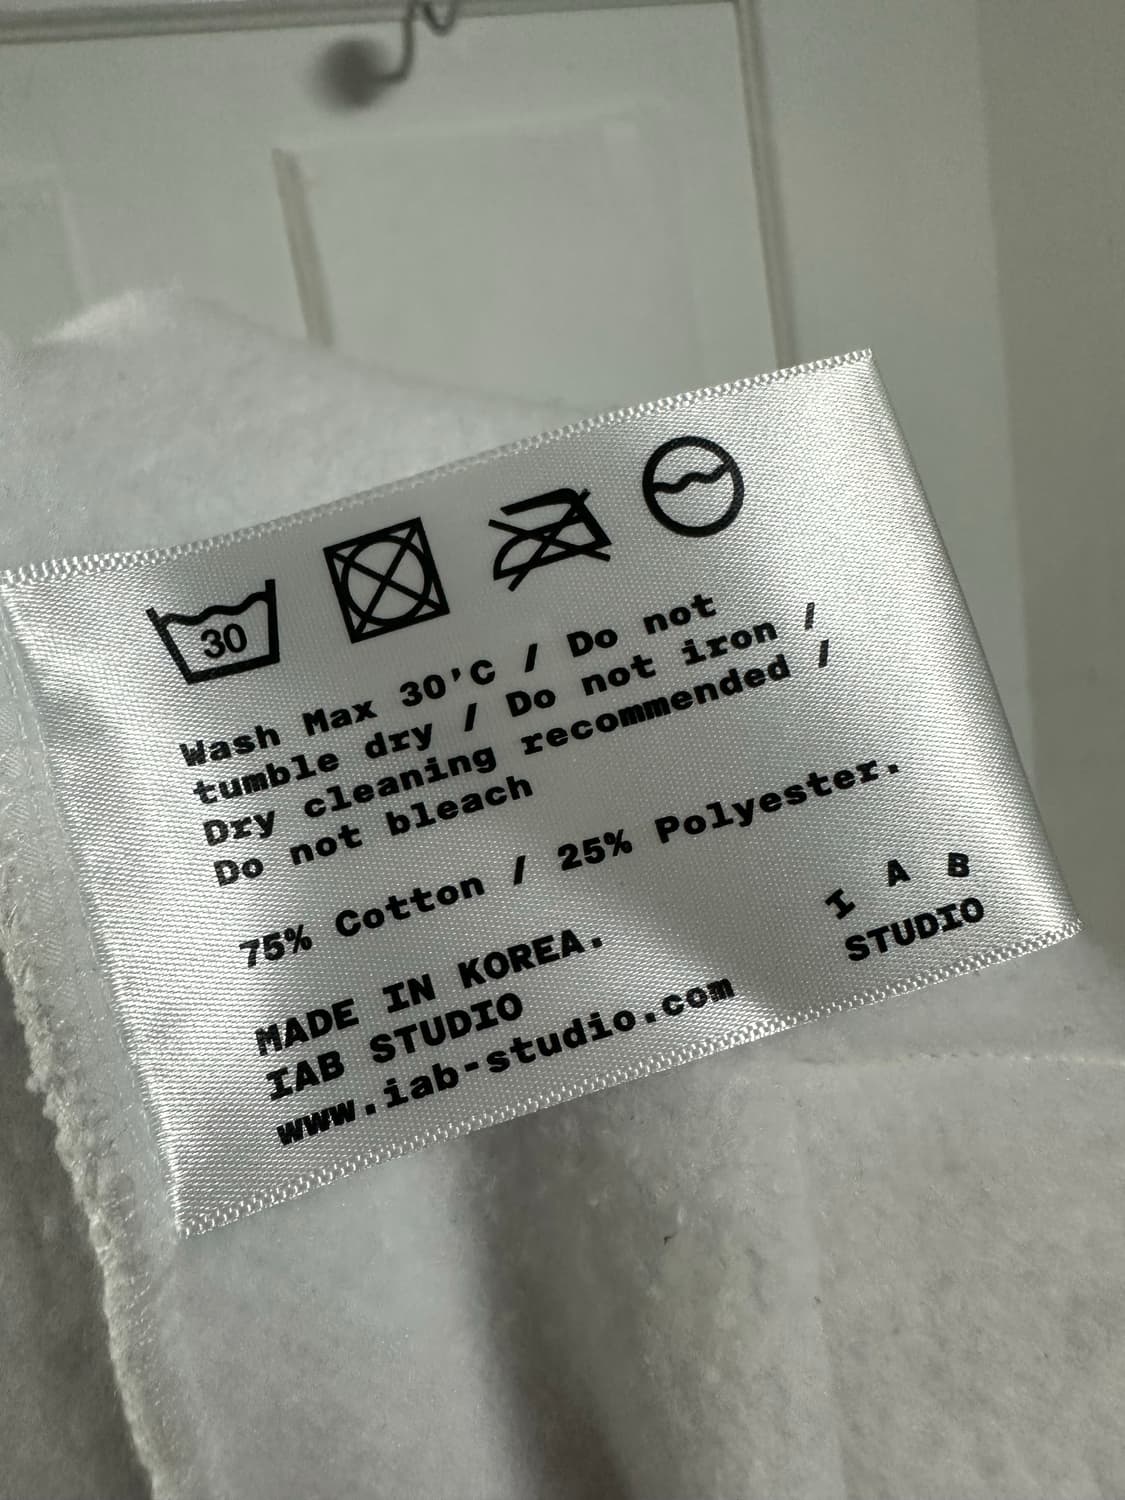 30
Wash Max 30'C / Do not
tumble dry / Do not iron /
Dry cleaning recommended /
Do not bleach
75% Cotton / 25% Polyester.
MADE IN KOREA.
IAB STUDIO
www.iab-studio.com
I A B
STUDIO